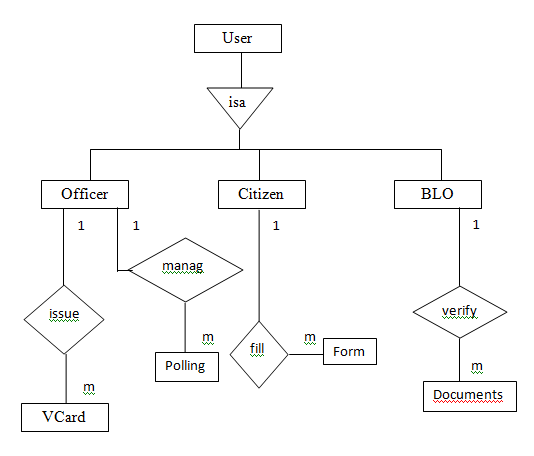 User
isa
Officer
Citizen
BLO
1
1
1
1
manag
issue
verify
m
m
fill
Form
Polling
m
m
Documents
VCard